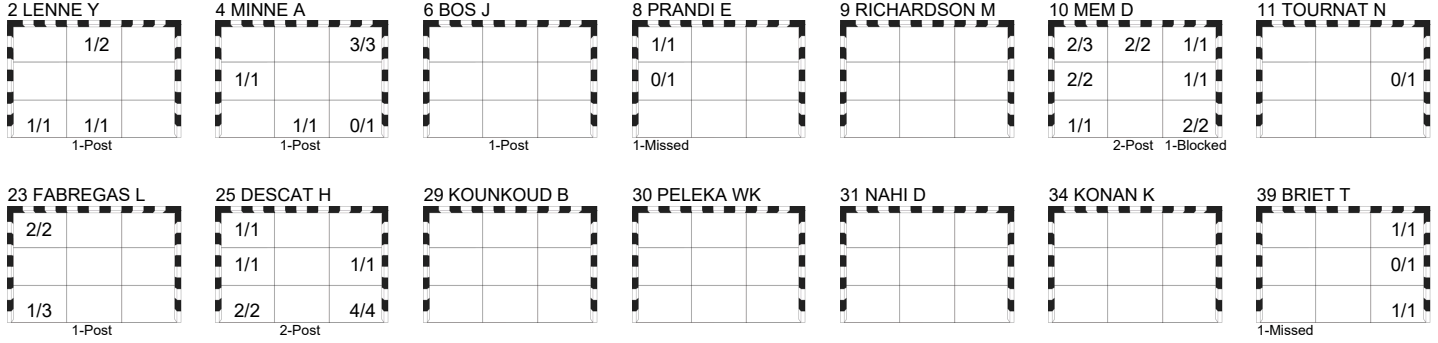 2 LENNE Y 4 MINNE A 6 BOS J 8 PRANDI E 9 RICHARDSON M 10 MEM D 11 TOURNAT N
1/2 3/3 1/1 2/3 2/2 1/1
1/1 0/1 2/2 1/1 0/1
1/1 1/1 1/1 0/1 1/1 2/2
1-Post 1-Post 1-Post 1-Missed 2-Post 1-Blocked
23 FABREGAS L 25 DESCAT H 29 KOUNKOUD B 30 PELEKA WK 31 NAHI D 34 KONAN K 39 BRIET T
2/2 1/1 1/1
1/1 1/1 0/1
1/3 2/2 4/4 1/1
1-Post 2-Post 1-Missed